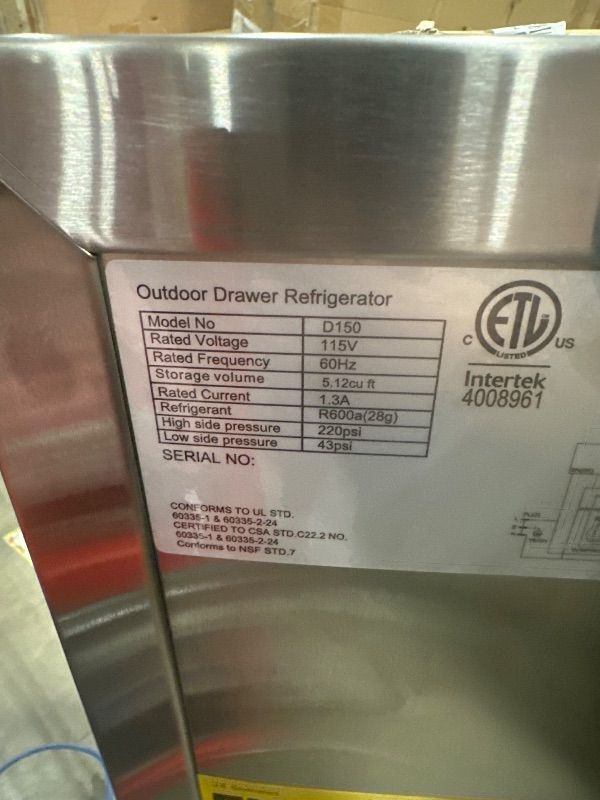 Outdoor Drawer Refrigerator
Model No D150
Rated Voltage 115V
Rated Frequency 60Hz
Storage volume 5.12cu ft
Rated Current 1.3A
Refrigerant R600a(28g)
High side pressure 220psi
Low side pressure 43psi
SERIAL NO:
CONFORMS TO UL STD.
60335-1 & 60335-2-24
CERTIFIED TO CSA STD.C22.2 NO.
60335-1 & 60335-2-24
Conforms to NSF STD.7
ETL
C US
LISTED
Intertek
4008961
PLUG
U.S. Government